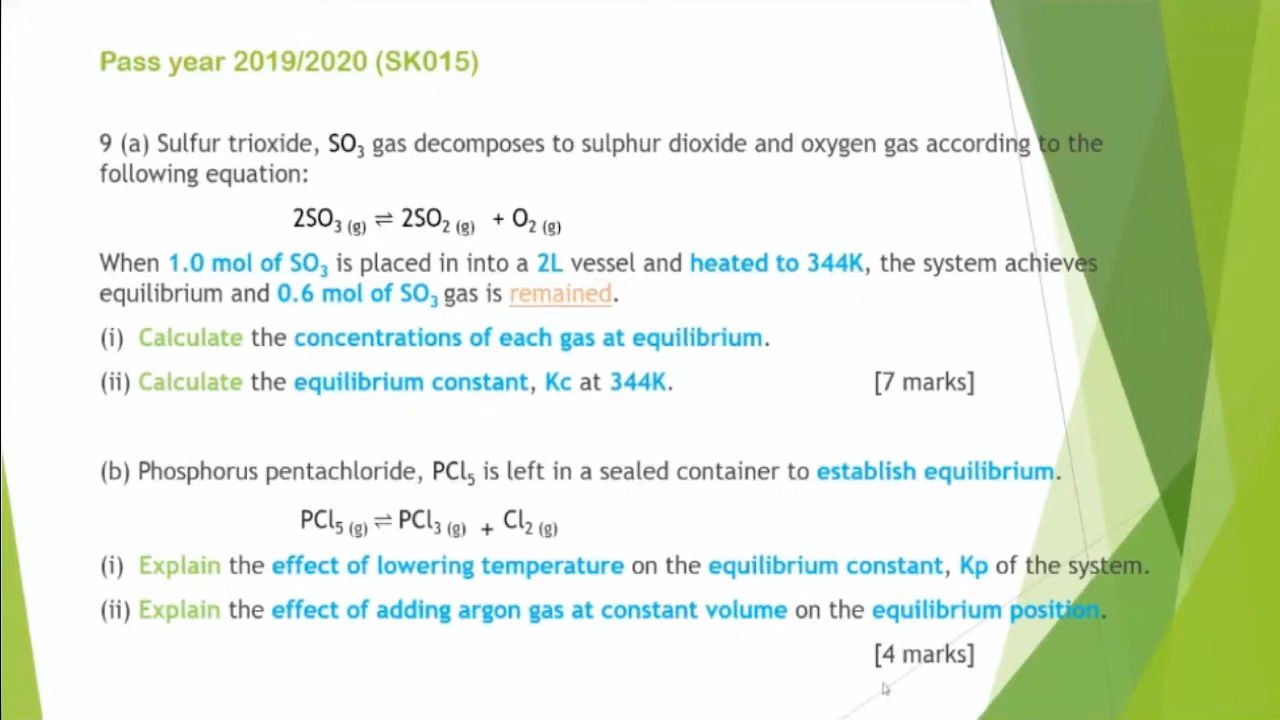 Pass year 2019/2020 (SK015)
9 (a) Sulfur trioxide, SO₃ gas decomposes to sulphur dioxide and oxygen gas according to the
following equation:
2SO₃ (g) ⇌ 2SO₂ (g) + O₂ (g)
When 1.0 mol of SO₃ is placed in into a 2L vessel and heated to 344K, the system achieves
equilibrium and 0.6 mol of SO₃ gas is remained.
(i) Calculate the concentrations of each gas at equilibrium.
(ii) Calculate the equilibrium constant, Kc at 344K. [7 marks]
(b) Phosphorus pentachloride, PCl₅ is left in a sealed container to establish equilibrium.
PCl₅ (g) ⇌ PCl₃ (g) + Cl₂ (g)
(i) Explain the effect of lowering temperature on the equilibrium constant, Kp of the system.
(ii) Explain the effect of adding argon gas at constant volume on the equilibrium position.
[4 marks]